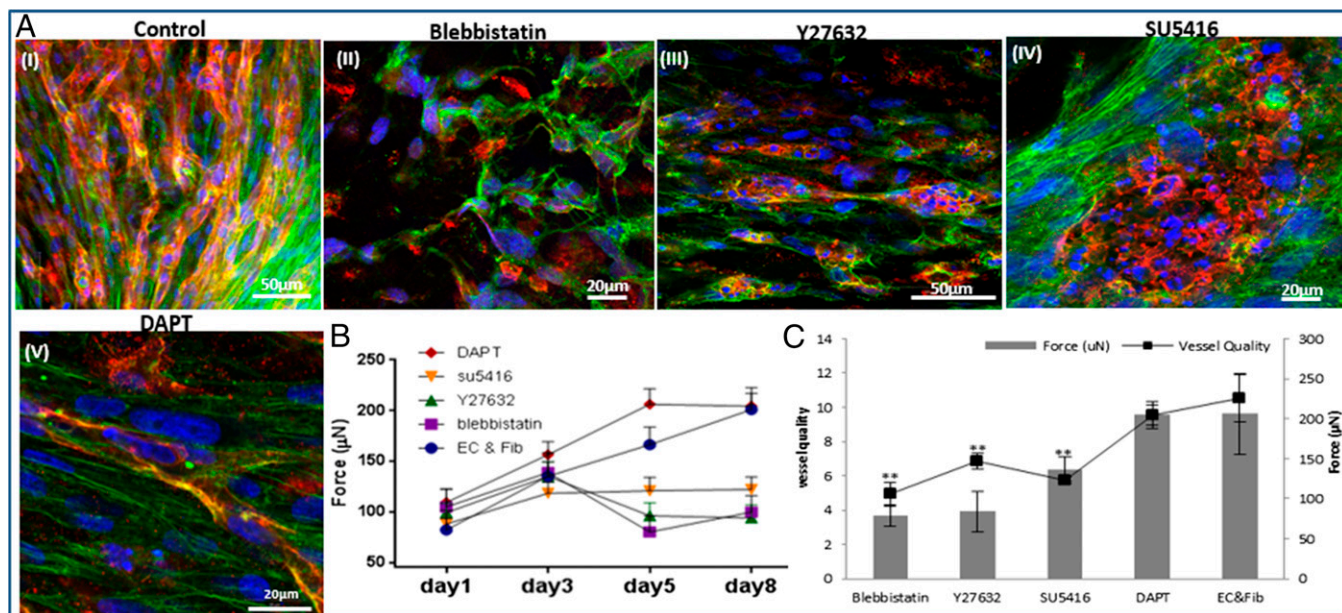 A
Control
Blebbistatin
Y27632
SU5416
(I)
(II)
(III)
(IV)
50µm
20µm
50µm
20µm
DAPT
(V)
20µm
B
DAPT
su5416
Y27632
blebbistatin
EC & Fib
Force (µN)
250
200
150
100
50
day1
day3
day5
day8
C
Force (uN)
Vessel Quality
vessel quality
14
12
10
8
6
4
2
0
**
**
**
300
250
200
150
100
50
0
Force (µN)
Blebbistatin
Y27632
SU5416
DAPT
EC&Fib